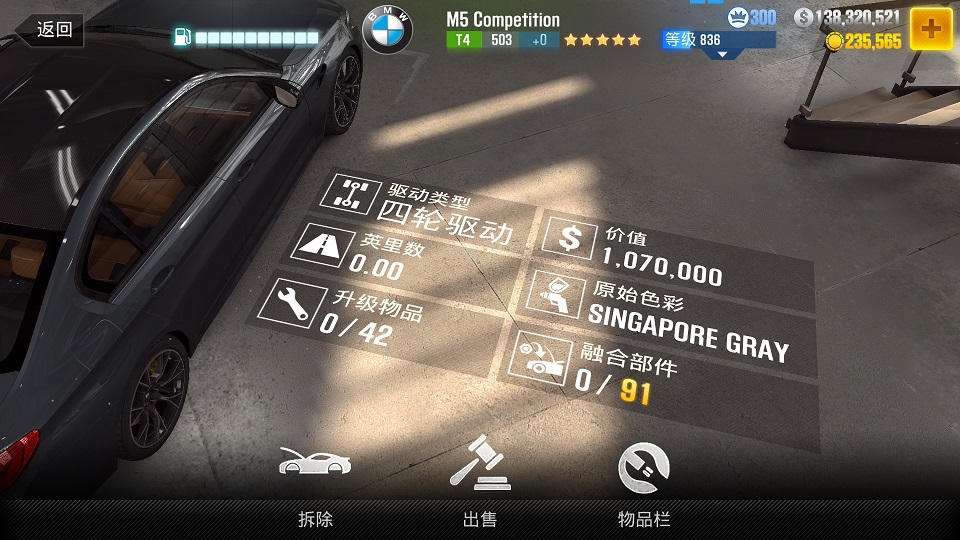 返回
BMW
M5 Competition
T4 503 +0
等级 836
300
138,320,521
235,565
驱动类型
四轮驱动
英里数
0.00
升级物品
0/42
价值
1,070,000
原始色彩
SINGAPORE GRAY
融合部件
0/91
拆除
出售
物品栏